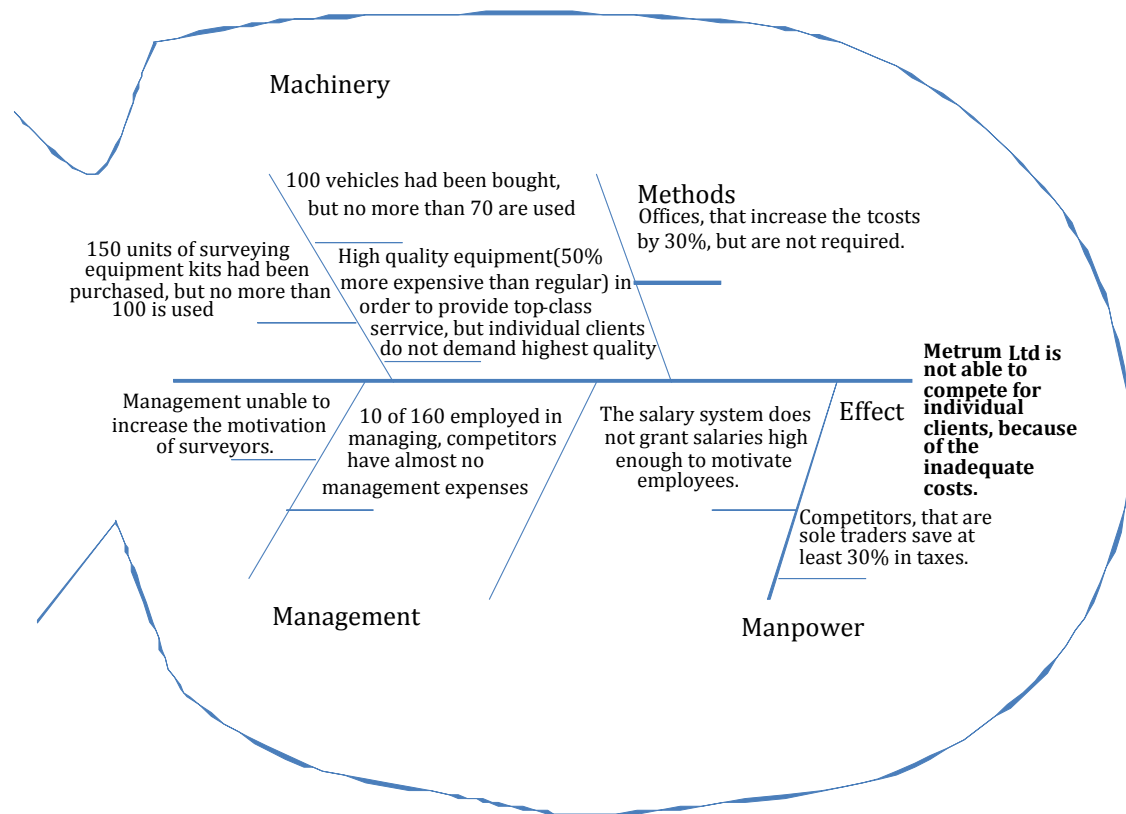 Machinery
100 vehicles had been bought,
but no more than 70 are used
Methods
Offices, that increase the tcosts
by 30%, but are not required.
150 units of surveying
equipment kits had been
purchased, but no more than
100 is used
High quality equipment(50%
more expensive than regular) in
order to provide top-class
serrvice, but individual clients
do not demand highest quality
Metrum Ltd is
not able to
compete for
individual
clients, because
of the
inadequate
costs.
Effect
Management unable to
increase the motivation
of surveyors.
10 of 160 employed in
managing, competitors
have almost no
management expenses
The salary system does
not grant salaries high
enough to motivate
employees.
Competitors, that are
sole traders save at
least 30% in taxes.
Management
Manpower